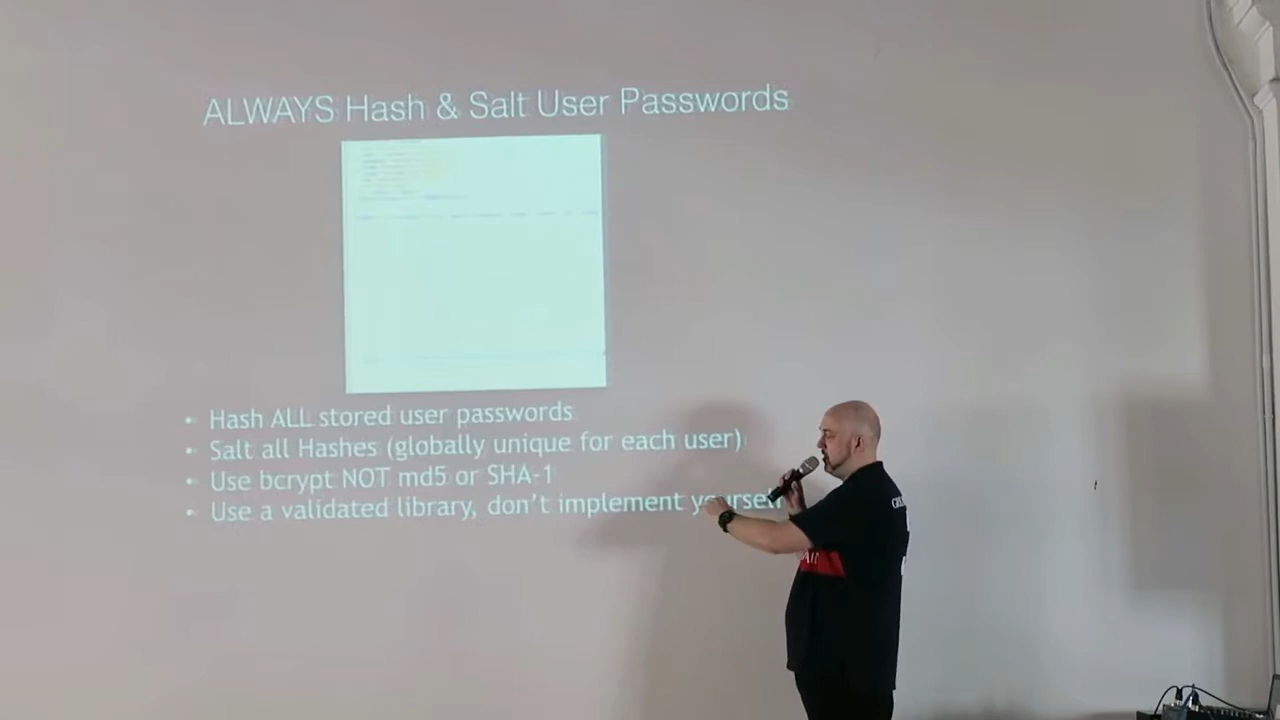 ALWAYS Hash & Salt User Passwords
• Hash ALL stored user passwords
• Salt all Hashes (globally unique for each user)
• Use bcrypt NOT md5 or SHA-1
• Use a validated library, don't implement yourself